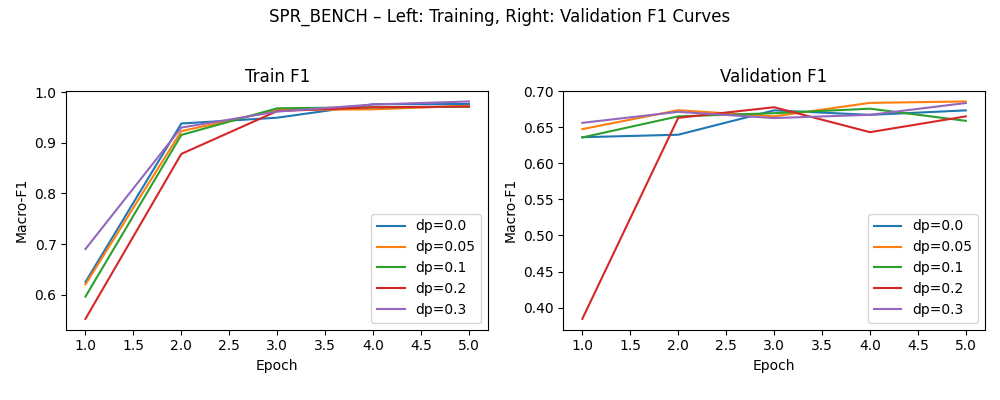 SPR_BENCH – Left: Training, Right: Validation F1 Curves
Train F1
Macro-F1
1.0
0.9
0.8
0.7
0.6
dp=0.0
dp=0.05
dp=0.1
dp=0.2
dp=0.3
1.0 1.5 2.0 2.5 3.0 3.5 4.0 4.5 5.0
Epoch
Validation F1
Macro-F1
0.70
0.65
0.60
0.55
0.50
0.45
0.40
dp=0.0
dp=0.05
dp=0.1
dp=0.2
dp=0.3
1.0 1.5 2.0 2.5 3.0 3.5 4.0 4.5 5.0
Epoch